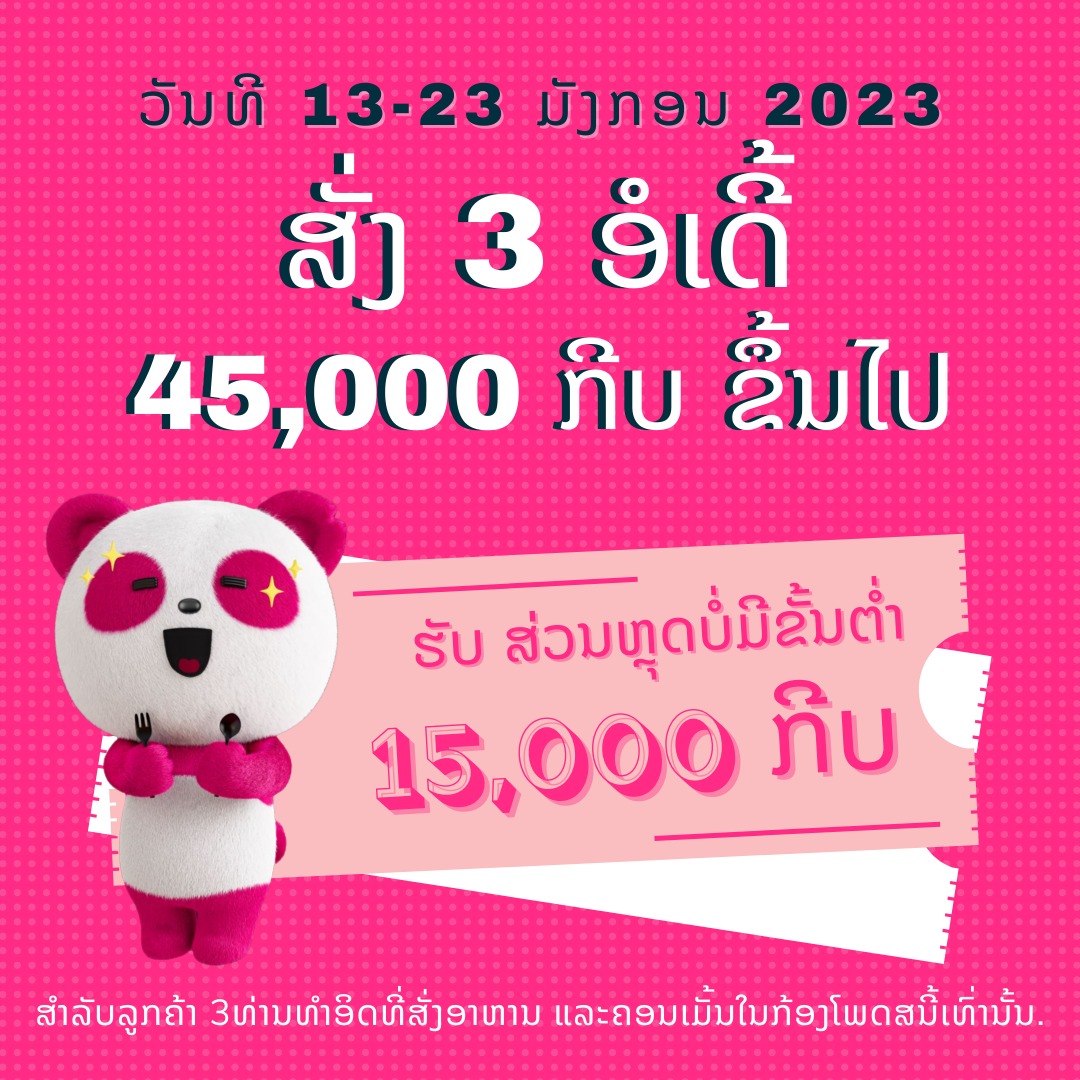 ວັນທີ 13-23 ມັງກອນ 2023
ສັ່ງ 3 ອໍເດີ້
45,000 ກີບ ຂຶ້ນໄປ
ຮັບ ສ່ວນຫຼຸດບໍ່ມີຂັ້ນຕ່ຳ
15,000 ກີບ
ສຳລັບລູກຄ້າ 3ທ່ານທຳອິດທີ່ສັ່ງອາຫານ ແລະຄອນເມັ້ນໃນກ້ອງໂພດສນີ້ເທົ່ານັ້ນ.